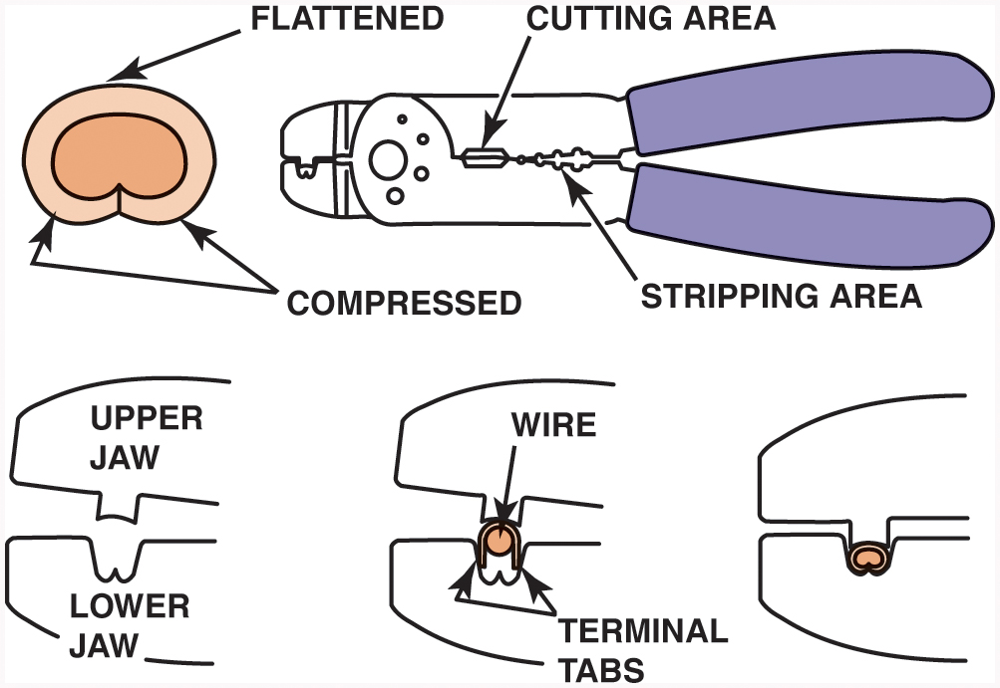 FLATTENED
CUTTING AREA
COMPRESSED
STRIPPING AREA
UPPER
JAW
LOWER
JAW
WIRE
TERMINAL
TABS